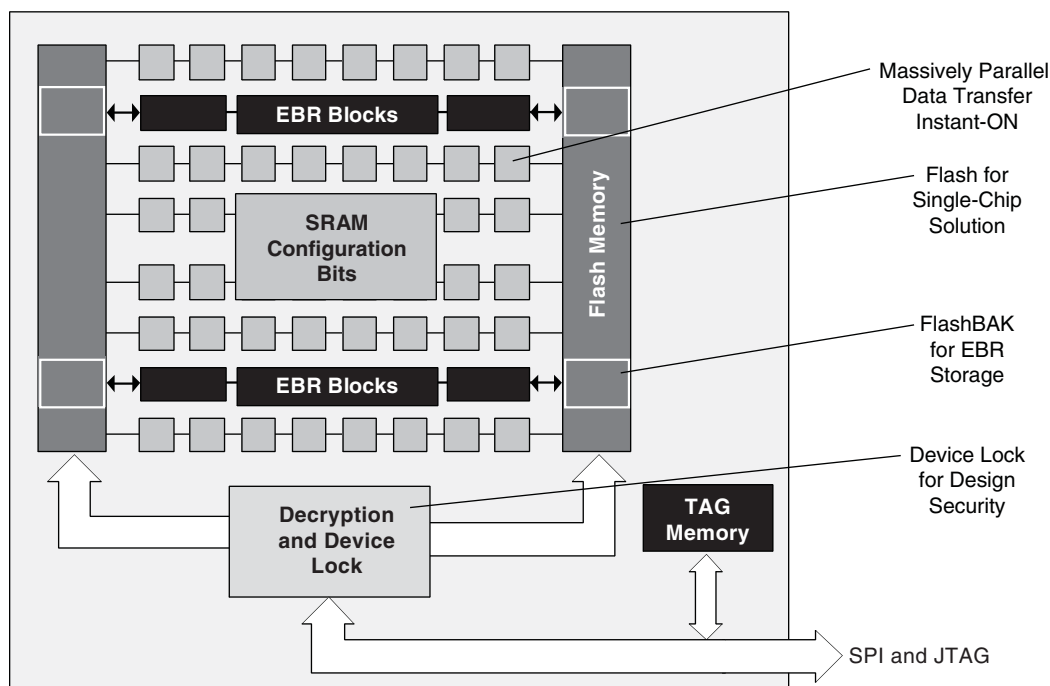 EBR Blocks
SRAM
Configuration
Bits
EBR Blocks
Flash Memory
Decryption
and Device
Lock
TAG
Memory
Massively Parallel
Data Transfer
Instant-ON
Flash for
Single-Chip
Solution
FlashBAK
for EBR
Storage
Device Lock
for Design
Security
SPI and JTAG